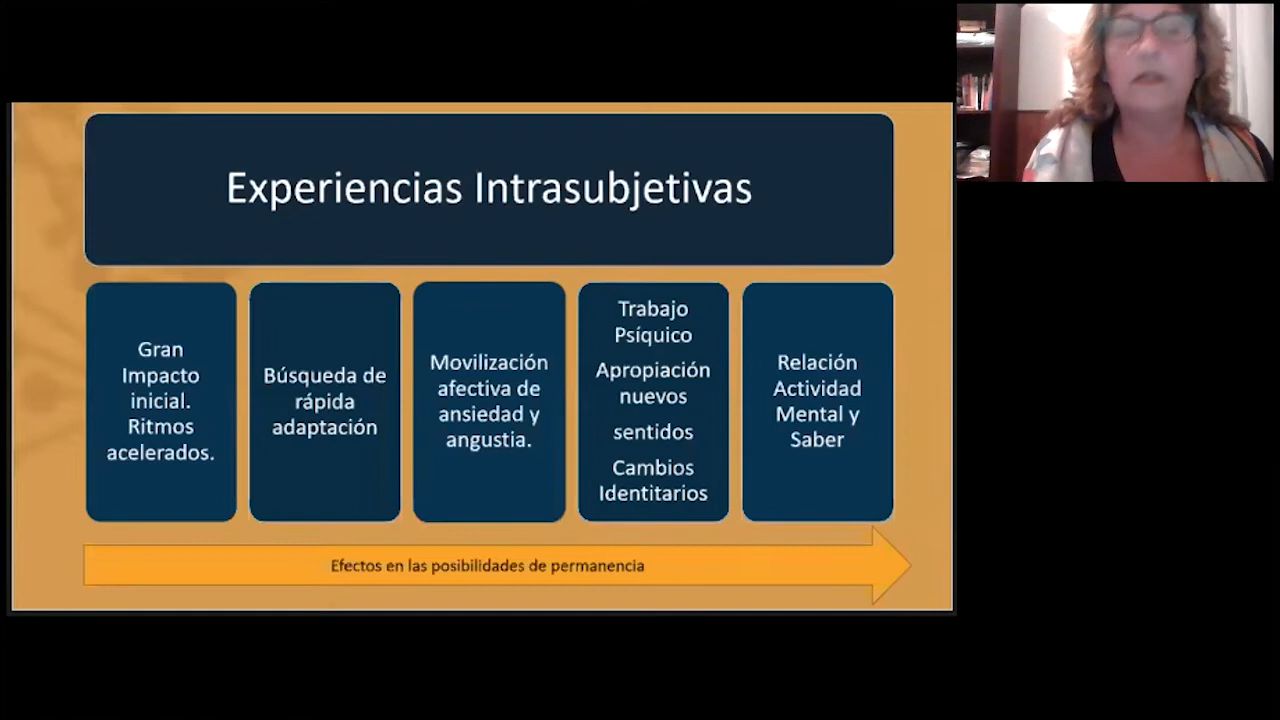 Experiencias Intrasubjetivas
Gran
Impacto
inicial.
Ritmos
acelerados.
Búsqueda de
rápida
adaptación
Movilización
afectiva de
ansiedad y
angustia.
Trabajo
Psíquico
Apropiación
nuevos
sentidos
Cambios
Identitarios
Relación
Actividad
Mental y
Saber
Efectos en las posibilidades de permanencia